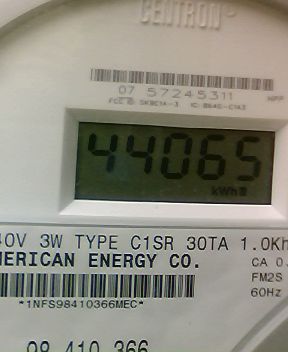 CENTRON®
07 57245311
44065
kWh
40V 3W TYPE C1SR 30TA 1.0Kh
MERICAN ENERGY CO.
CA 0.
FM2S
60Hz
*1NFS98410366MEC*
98 410 366